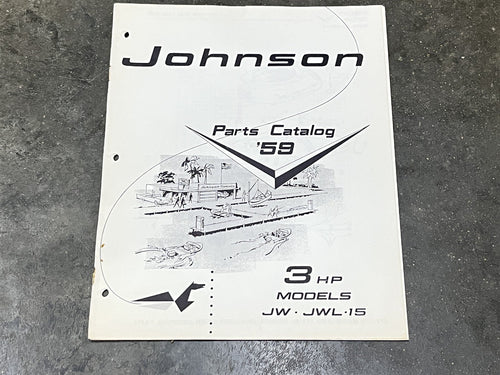 Johnson
Parts Catalog
'59
3 HP
MODELS
JW · JWL-15